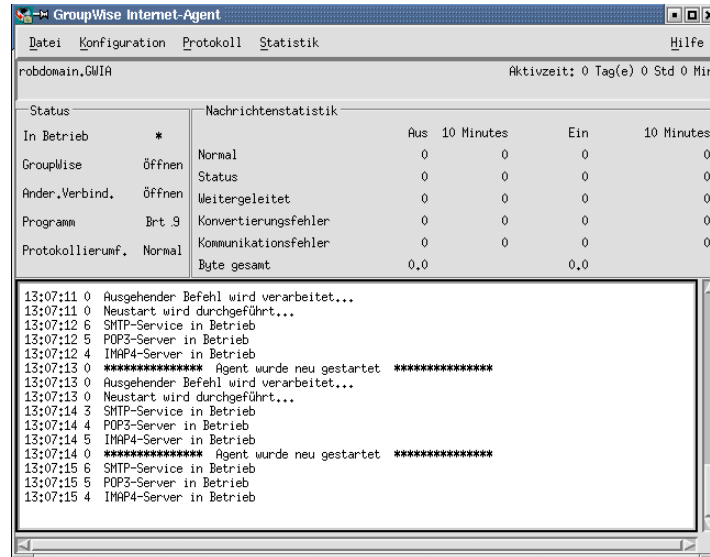 GroupWise Internet-Agent
Datei Konfiguration Protokoll Statistik Hilfe
robdomain.GWIA Aktivzeit: 0 Tag(e) 0 Std 0 Min
Status
In Betrieb *
GroupWise Öffnen
Ander.Verbind. Öffnen
Programm Brt .9
Protokollierumf. Normal
Nachrichtenstatistik
Aus 10 Minutes Ein 10 Minutes
Normal 0 0 0 0
Status 0 0 0 0
Weitergeleitet 0 0 0 0
Konvertierungsfehler 0 0 0 0
Kommunikationsfehler 0 0 0 0
Byte gesamt 0.0 0.0
13:07:11 0 Ausgehender Befehl wird verarbeitet...
13:07:11 0 Neustart wird durchgeführt...
13:07:12 6 SMTP-Service in Betrieb
13:07:12 5 POP3-Server in Betrieb
13:07:12 4 IMAP4-Server in Betrieb
13:07:13 0 *************** Agent wurde neu gestartet ***************
13:07:13 0 Ausgehender Befehl wird verarbeitet...
13:07:13 0 Neustart wird durchgeführt...
13:07:14 3 SMTP-Service in Betrieb
13:07:14 4 POP3-Server in Betrieb
13:07:14 5 IMAP4-Server in Betrieb
13:07:14 0 *************** Agent wurde neu gestartet ***************
13:07:15 6 SMTP-Service in Betrieb
13:07:15 5 POP3-Server in Betrieb
13:07:15 4 IMAP4-Server in Betrieb